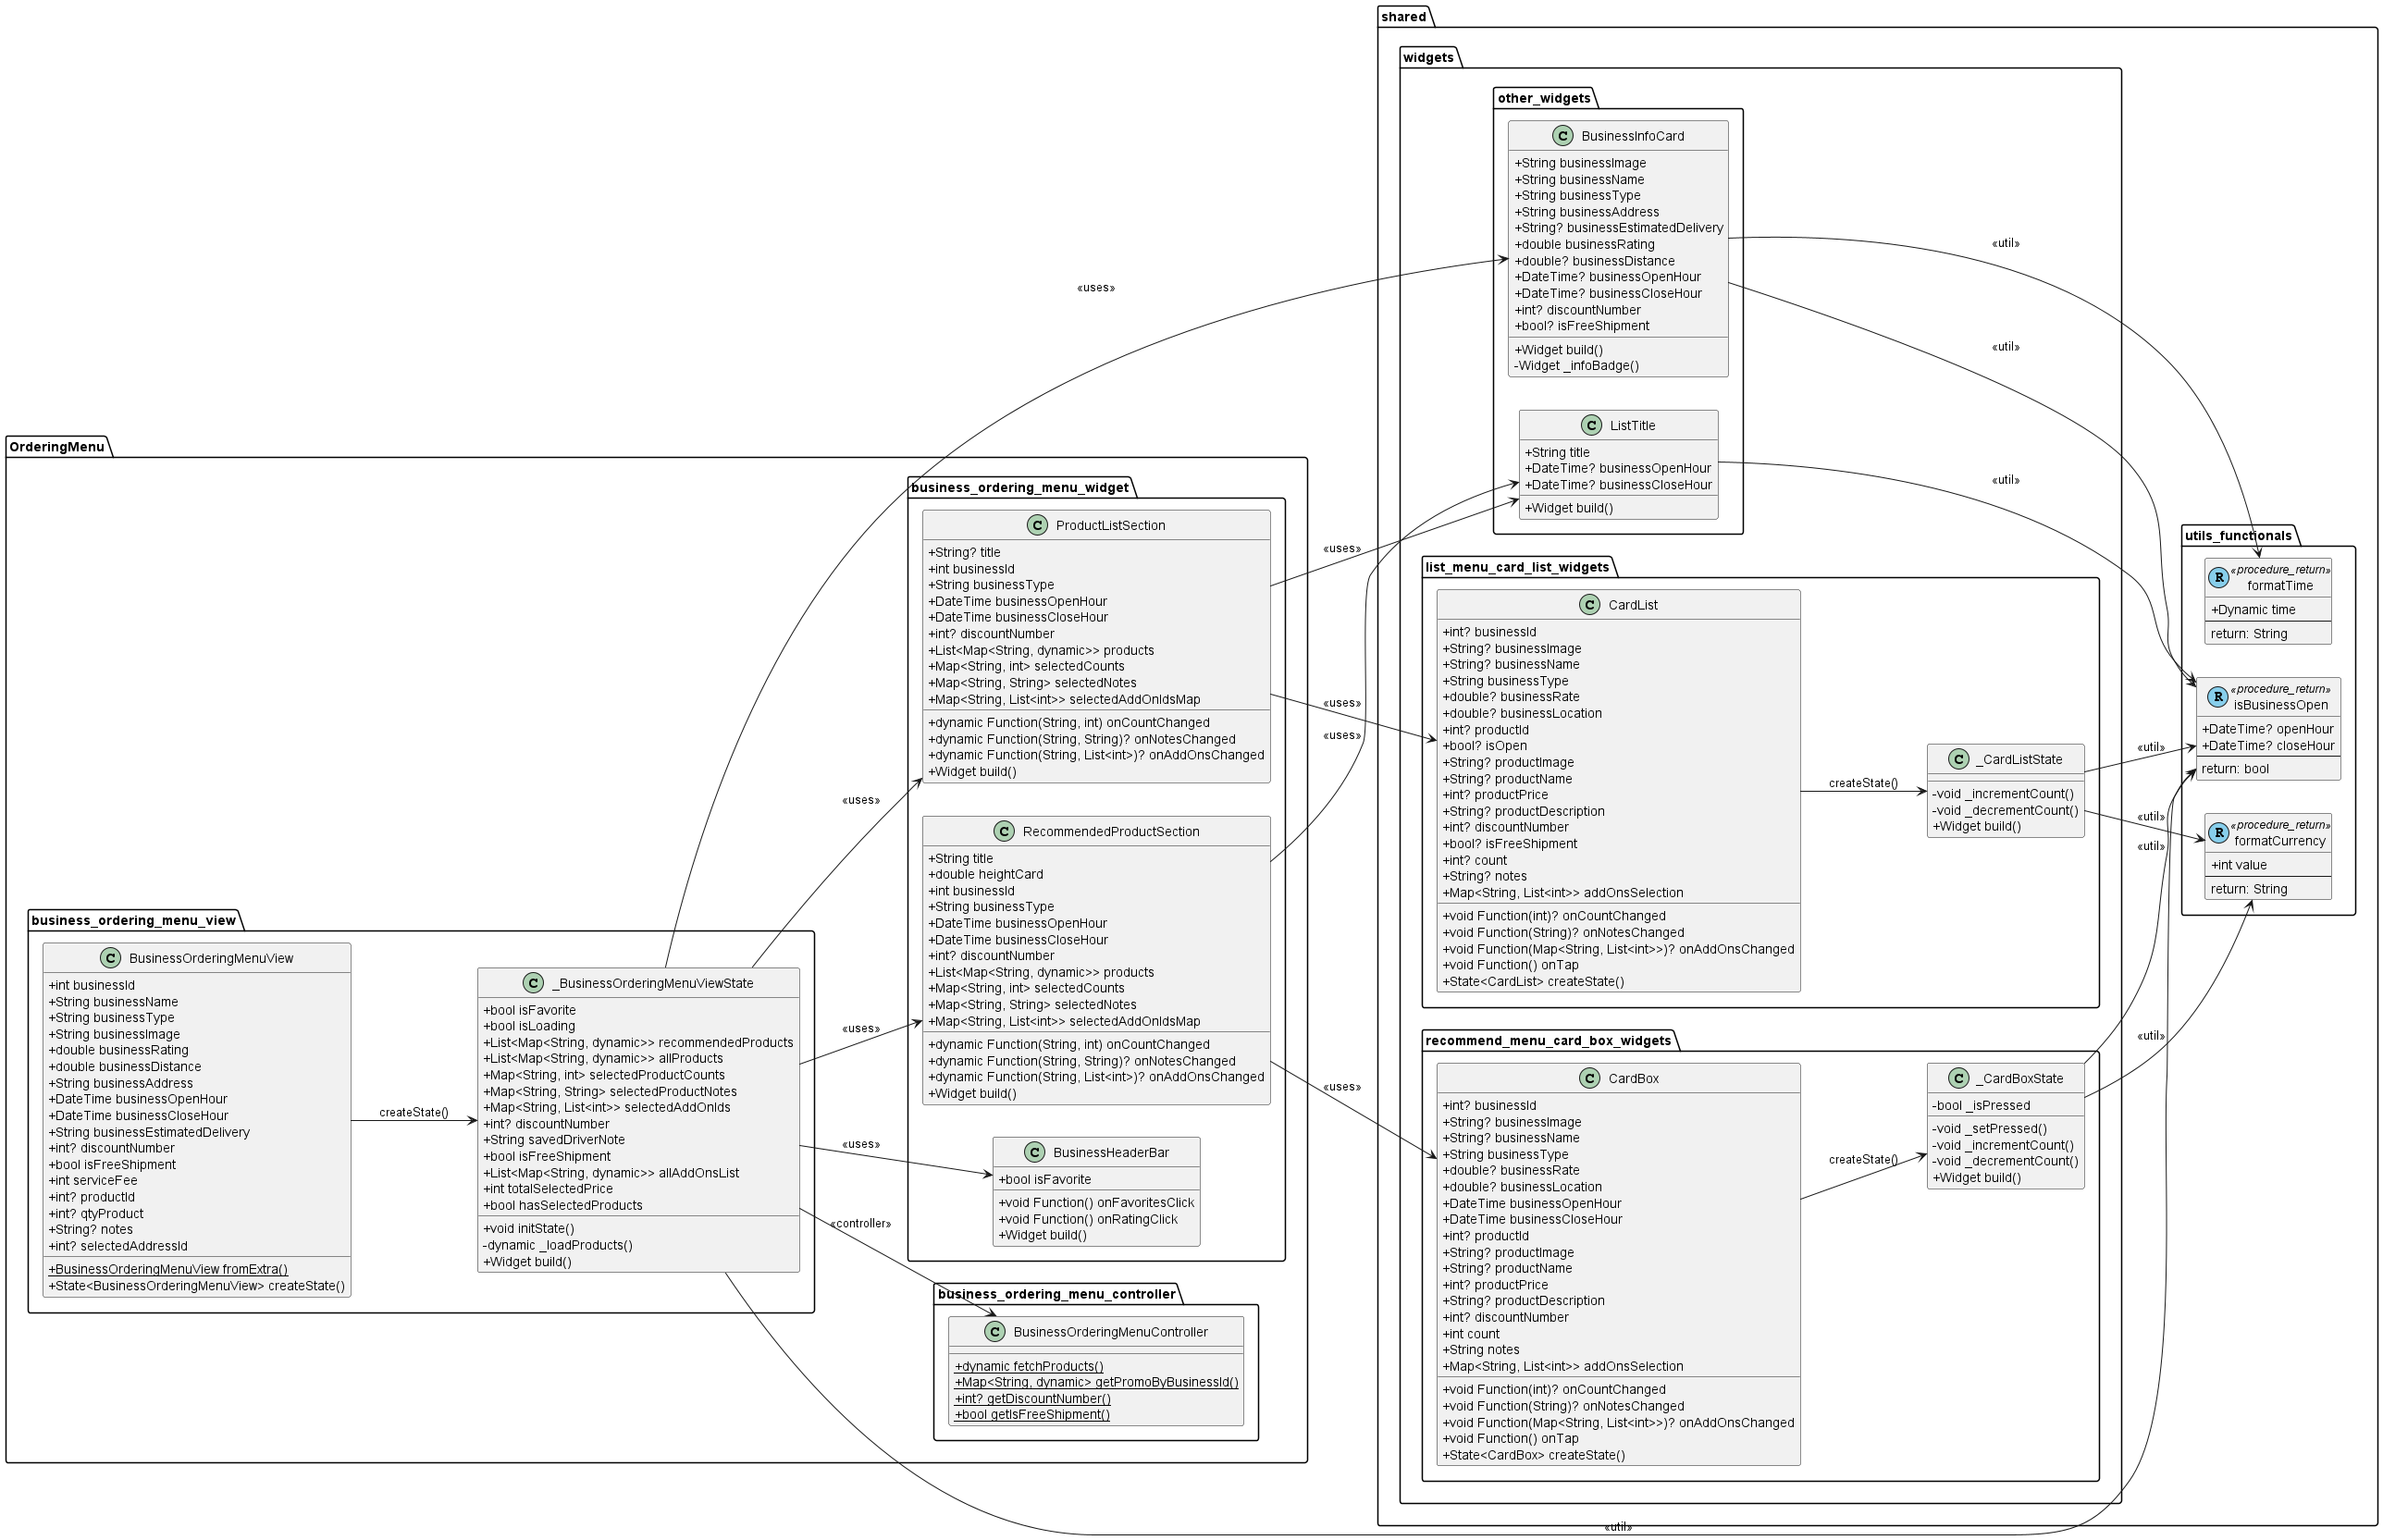 shared
widgets
other_widgets
BusinessInfoCard
+String businessImage
+String businessName
+String businessType
+String businessAddress
+String? businessEstimatedDelivery
+double businessRating
+double? businessDistance
+DateTime? businessOpenHour
+DateTime? businessCloseHour
+int? discountNumber
+bool? isFreeShipment
+Widget build()
-Widget _infoBadge()
«util»
«util»
«uses»
ListTitle
+String title
+DateTime? businessOpenHour
+DateTime? businessCloseHour
+Widget build()
«util»
OrderingMenu
business_ordering_menu_widget
ProductListSection
+String? title
+int businessId
+String businessType
+DateTime businessOpenHour
+DateTime businessCloseHour
+int? discountNumber
+List<Map<String, dynamic>> products
+Map<String, int> selectedCounts
+Map<String, String> selectedNotes
+Map<String, List<int>> selectedAddOnIdsMap
+dynamic Function(String, int) onCountChanged
+dynamic Function(String, String)? onNotesChanged
+dynamic Function(String, List<int>)? onAddOnsChanged
+Widget build()
«uses»
«uses»
«uses»
«uses»
RecommendedProductSection
+String title
+double heightCard
+int businessId
+String businessType
+DateTime businessOpenHour
+DateTime businessCloseHour
+int? discountNumber
+List<Map<String, dynamic>> products
+Map<String, int> selectedCounts
+Map<String, String> selectedNotes
+Map<String, List<int>> selectedAddOnIdsMap
+dynamic Function(String, int) onCountChanged
+dynamic Function(String, String)? onNotesChanged
+dynamic Function(String, List<int>)? onAddOnsChanged
+Widget build()
«uses»
«uses»
BusinessHeaderBar
+bool isFavorite
+void Function() onFavoritesClick
+void Function() onRatingClick
+Widget build()
«uses»
«controller»
business_ordering_menu_controller
BusinessOrderingMenuController
+dynamic fetchProducts()
+Map<String, dynamic> getPromoByBusinessId()
+int? getDiscountNumber()
+bool getIsFreeShipment()
business_ordering_menu_view
BusinessOrderingMenuView
+int businessId
+String businessName
+String businessType
+String businessImage
+double businessRating
+double businessDistance
+String businessAddress
+DateTime businessOpenHour
+DateTime businessCloseHour
+String businessEstimatedDelivery
+int? discountNumber
+bool isFreeShipment
+int serviceFee
+int? productId
+int? qtyProduct
+String? notes
+int? selectedAddressId
+BusinessOrderingMenuView fromExtra()
+State<BusinessOrderingMenuView> createState()
createState()
_BusinessOrderingMenuViewState
+bool isFavorite
+bool isLoading
+List<Map<String, dynamic>> recommendedProducts
+List<Map<String, dynamic>> allProducts
+Map<String, int> selectedProductCounts
+Map<String, String> selectedProductNotes
+Map<String, List<int>> selectedAddOnIds
+int? discountNumber
+String savedDriverNote
+bool isFreeShipment
+List<Map<String, dynamic>> allAddOnsList
+int totalSelectedPrice
+bool hasSelectedProducts
+void initState()
-dynamic _loadProducts()
+Widget build()
list_menu_card_list_widgets
CardList
+int? businessId
+String? businessImage
+String? businessName
+String businessType
+double? businessRate
+double? businessLocation
+int? productId
+bool? isOpen
+String? productImage
+String? productName
+int? productPrice
+String? productDescription
+int? discountNumber
+bool? isFreeShipment
+int? count
+String? notes
+Map<String, List<int>> addOnsSelection
+void Function(int)? onCountChanged
+void Function(String)? onNotesChanged
+void Function(Map<String, List<int>>)? onAddOnsChanged
+void Function() onTap
+State<CardList> createState()
createState()
_CardListState
-void _incrementCount()
-void _decrementCount()
+Widget build()
«util»
«util»
recommend_menu_card_box_widgets
CardBox
+int? businessId
+String? businessImage
+String? businessName
+String businessType
+double? businessRate
+double? businessLocation
+DateTime businessOpenHour
+DateTime businessCloseHour
+int? productId
+String? productImage
+String? productName
+int? productPrice
+String? productDescription
+int? discountNumber
+int count
+String notes
+Map<String, List<int>> addOnsSelection
+void Function(int)? onCountChanged
+void Function(String)? onNotesChanged
+void Function(Map<String, List<int>>)? onAddOnsChanged
+void Function() onTap
+State<CardBox> createState()
createState()
_CardBoxState
-bool _isPressed
-void _setPressed()
-void _incrementCount()
-void _decrementCount()
+Widget build()
«util»
«util»
utils_functionals
«procedure_return»
formatTime
+Dynamic time
return: String
«procedure_return»
isBusinessOpen
+DateTime? openHour
+DateTime? closeHour
return: bool
«procedure_return»
formatCurrency
+int value
return: String
«util»